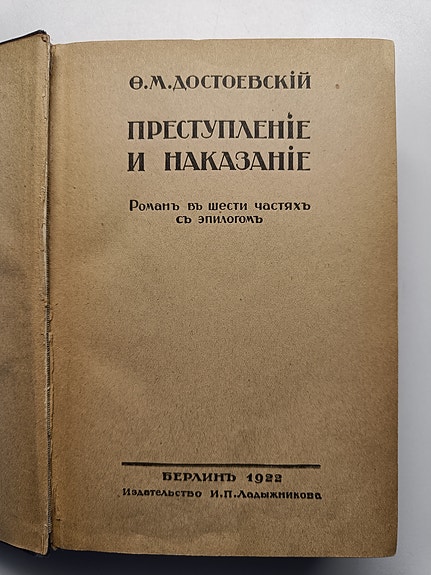 Ѳ.М.ДОСТОЕВСКІЙ
ПРЕСТУПЛЕНІЕ
И НАКАЗАНІЕ
Романъ въ шести частяхъ
съ эпилогомъ
БЕРЛИНЪ 1922
Издательство И.П.Ладыжникова